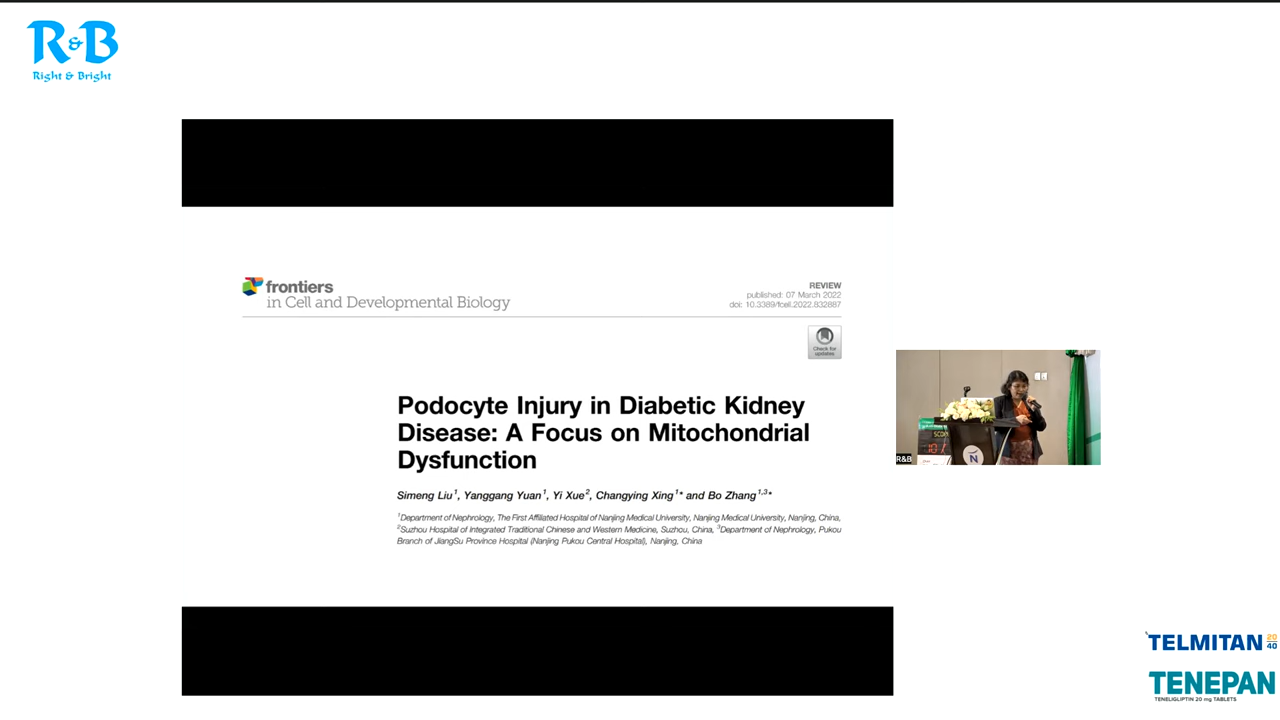 R&B
Right & Bright
frontiers
in Cell and Developmental Biology
REVIEW
published: 07 March 2022
doi: 10.3389/fcell.2022.832887
Check for
updates
Podocyte Injury in Diabetic Kidney
Disease: A Focus on Mitochondrial
Dysfunction
Simeng Liu1, Yanggang Yuan1, Yi Xue2, Changying Xing1* and Bo Zhang1,3*
1Department of Nephrology, The First Affiliated Hospital of Nanjing Medical University, Nanjing Medical University, Nanjing, China,
2Suzhou Hospital of Integrated Traditional Chinese and Western Medicine, Suzhou, China, 3Department of Nephrology, Pukou
Branch of JiangSu Province Hospital (Nanjing Pukou Central Hospital), Nanjing, China
N
R&B
TELMITAN 20 40
TENEPAN
TENELIGLIPTIN 20 mg TABLETS